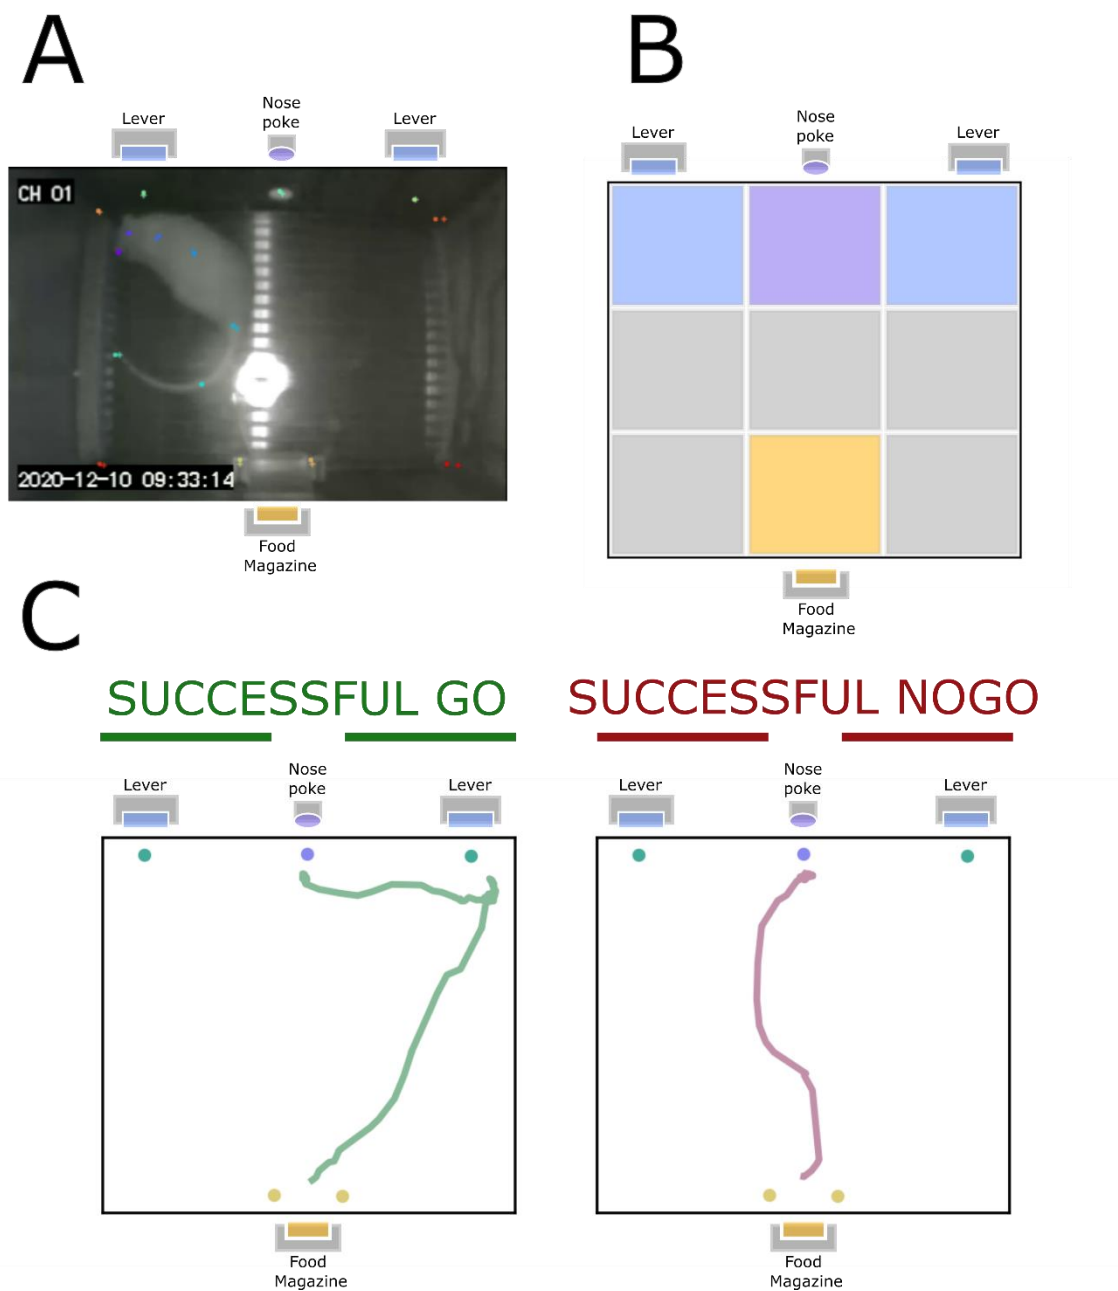 A
B
Lever
Nose
poke
Lever
Lever
Nose
poke
Lever
CH 01
2020-12-10 09:33:14
Food
Magazine
Food
Magazine
C
SUCCESSFUL GO
SUCCESSFUL NOGO
Lever
Nose
poke
Lever
Lever
Nose
poke
Lever
Food
Magazine
Food
Magazine